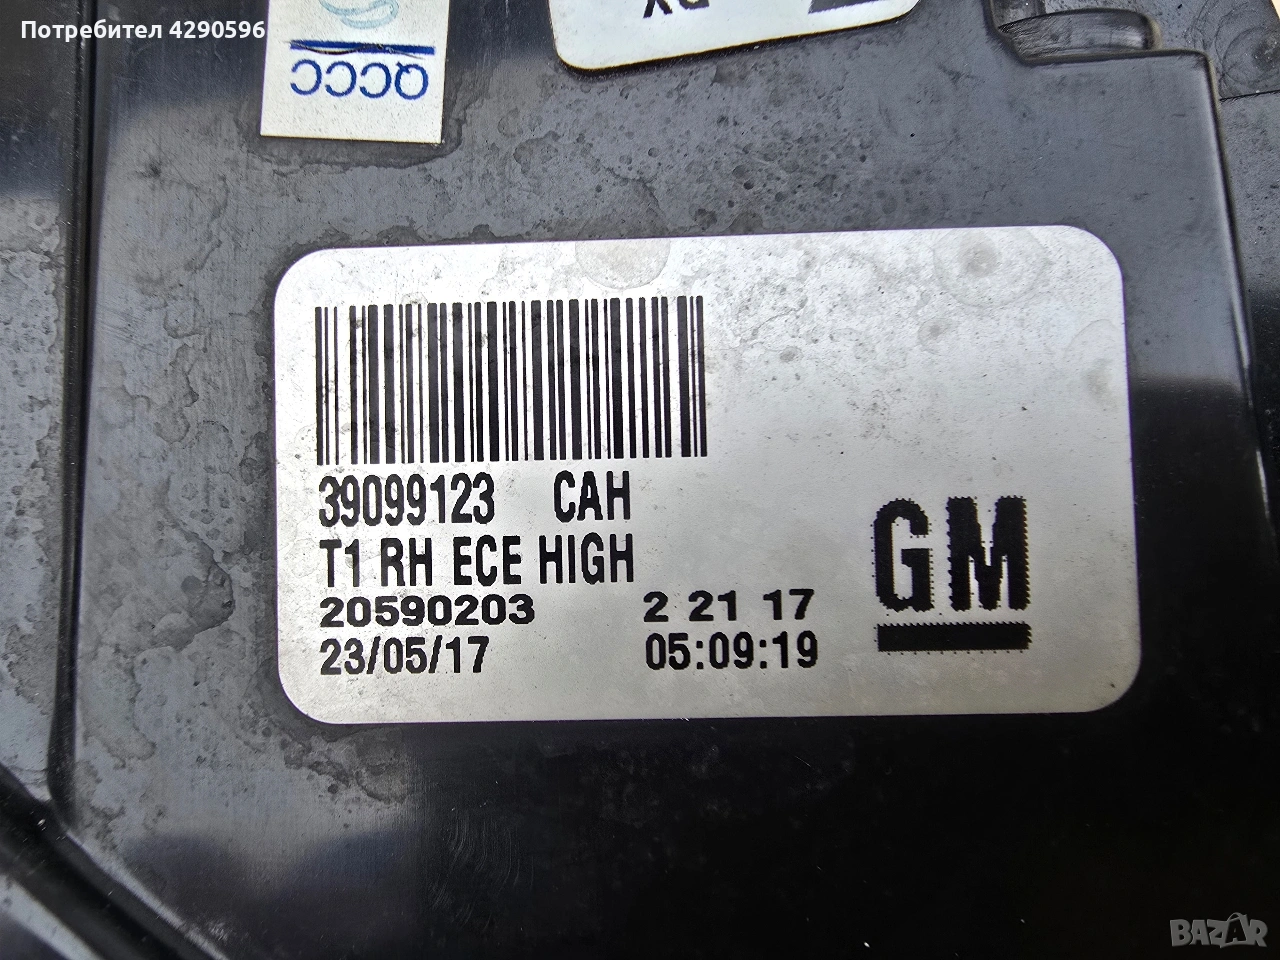 Потребител 4290596
QCCC
39099123 CAH
T1 RH ECE HIGH
20590203 2 21 17
23/05/17 05:09:19
GM
BAZAR